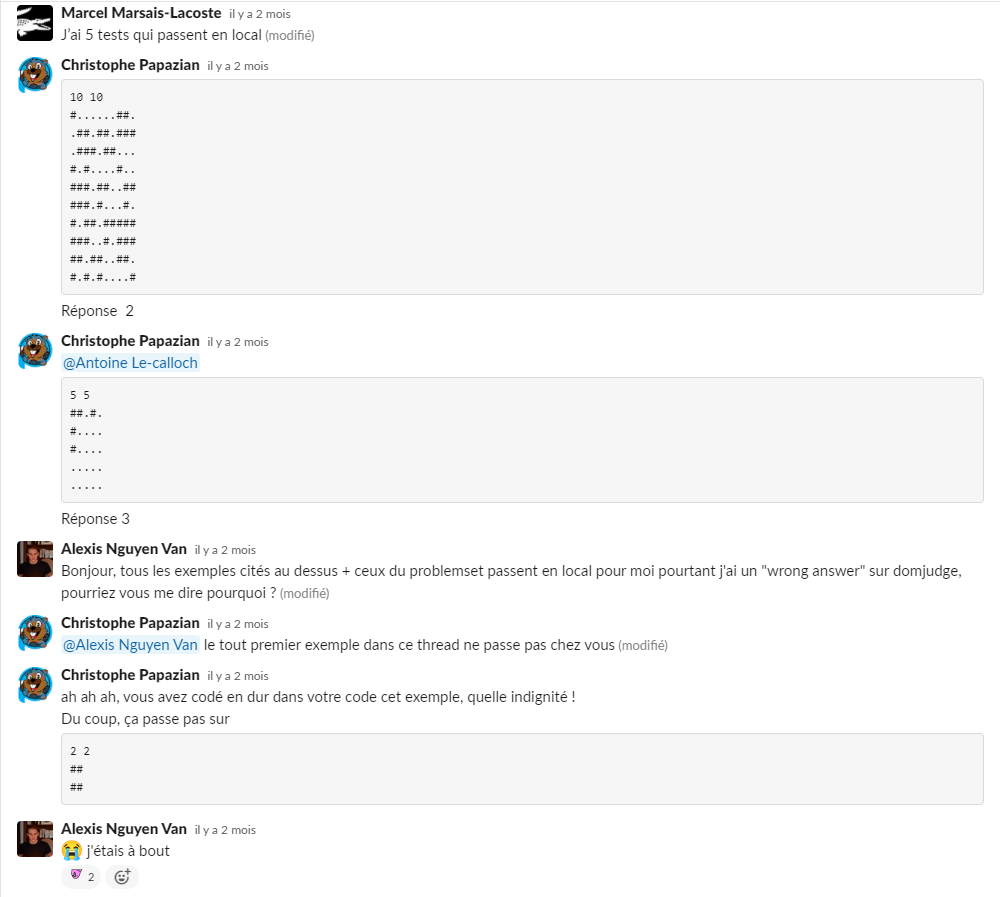 Marcel Marsais-Lacoste il y a 2 mois
J'ai 5 tests qui passent en local (modifié)
Christophe Papazian il y a 2 mois
10 10
#......##.
.##.##.###
.###.##...
#.#....#..
###.##..##
###.#...#.
#.##.#####
###..#.###
##.##..##.
#.#.#....#
Réponse 2
Christophe Papazian il y a 2 mois
@Antoine Le-calloch
5 5
##.#.
#....
#....
.....
.....
Réponse 3
Alexis Nguyen Van il y a 2 mois
Bonjour, tous les exemples cités au dessus + ceux du problemset passent en local pour moi pourtant j'ai un "wrong answer" sur domjudge,
pourriez vous me dire pourquoi ? (modifié)
Christophe Papazian il y a 2 mois
@Alexis Nguyen Van le tout premier exemple dans ce thread ne passe pas chez vous (modifié)
Christophe Papazian il y a 2 mois
ah ah ah, vous avez codé en dur dans votre code cet exemple, quelle indignité !
Du coup, ça passe pas sur
2 2
##
##
Alexis Nguyen Van il y a 2 mois
😭 j'étais à bout
2